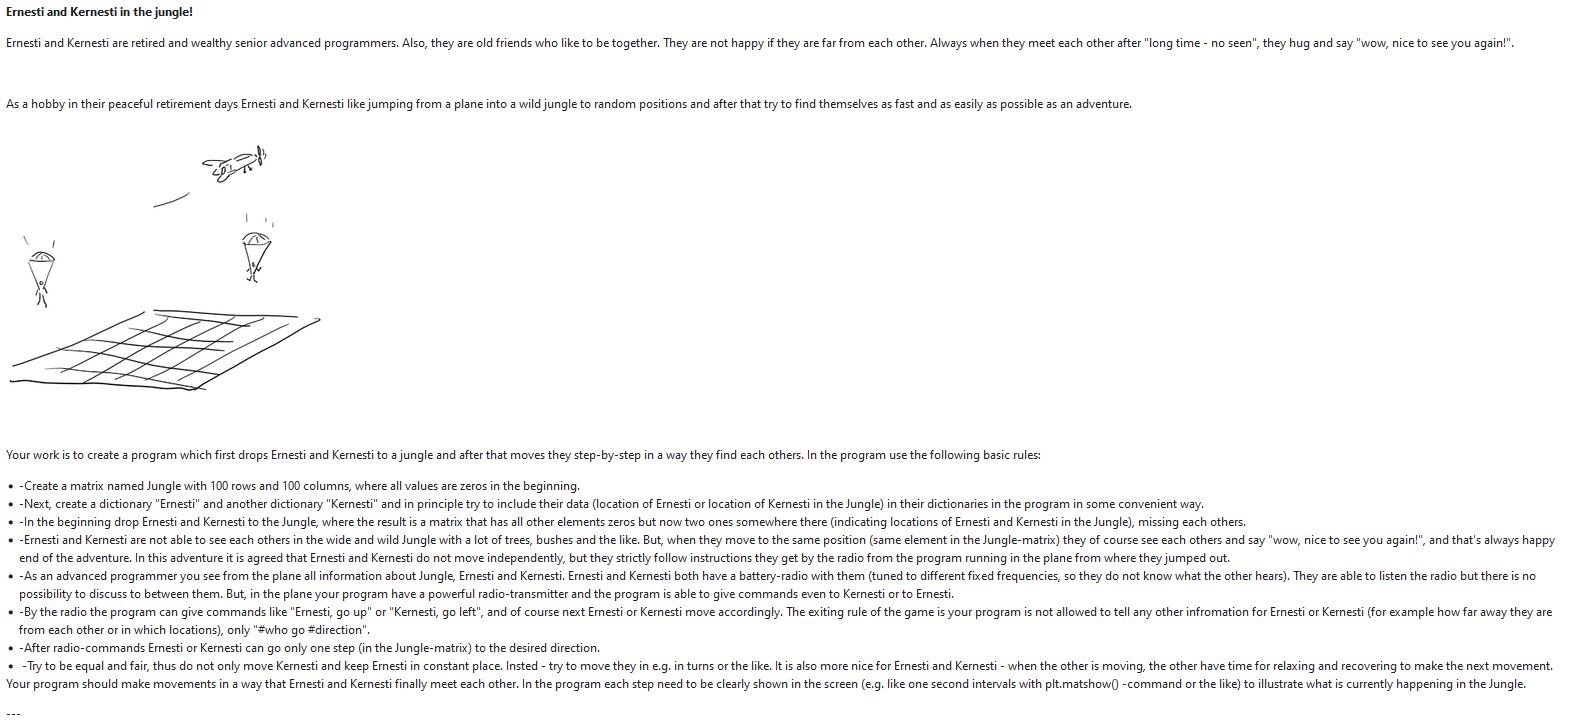 Ernesti and Kernesti in the jungle!
Ernesti and Kernesti are retired and wealthy senior advanced programmers. Also, they are old friends who like to be together. They are not happy if they are far from each other. Always when they meet each other after "long time - no seen", they hug and say "wow, nice to see you again!".
As a hobby in their peaceful retirement days Ernesti and Kernesti like jumping from a plane into a wild jungle to random positions and after that try to find themselves as fast and as easily as possible as an adventure.
Your work is to create a program which first drops Ernesti and Kernesti to a jungle and after that moves they step-by-step in a way they find each others. In the program use the following basic rules:
• -Create a matrix named Jungle with 100 rows and 100 columns, where all values are zeros in the beginning.
• -Next, create a dictionary "Ernesti" and another dictionary "Kernesti" and in principle try to include their data (location of Ernesti or location of Kernesti in the Jungle) in their dictionaries in the program in some convenient way.
• -In the beginning drop Ernesti and Kernesti to the Jungle, where the result is a matrix that has all other elements zeros but now two ones somewhere there (indicating locations of Ernesti and Kernesti in the Jungle), missing each others.
• -Ernesti and Kernesti are not able to see each others in the wide and wild Jungle with a lot of trees, bushes and the like. But, when they move to the same position (same element in the Jungle-matrix) they of course see each others and say "wow, nice to see you again!", and that's always happy
end of the adventure. In this adventure it is agreed that Ernesti and Kernesti do not move independently, but they strictly follow instructions they get by the radio from the program running in the plane from where they jumped out.
• -As an advanced programmer you see from the plane all information about Jungle, Ernesti and Kernesti. Ernesti and Kernesti both have a battery-radio with them (tuned to different fixed frequencies, so they do not know what the other hears). They are able to listen the radio but there is no
possibility to discuss to between them. But, in the plane your program have a powerful radio-transmitter and the program is able to give commands even to Kernesti or to Ernesti.
• -By the radio the program can give commands like "Ernesti, go up" or "Kernesti, go left", and of course next Ernesti or Kernesti move accordingly. The exiting rule of the game is your program is not allowed to tell any other infromation for Ernesti or Kernesti (for example how far away they are
from each other or in which locations), only "#who go #direction".
• -After radio-commands Ernesti or Kernesti can go only one step (in the Jungle-matrix) to the desired direction.
• -Try to be equal and fair, thus do not only move Kernesti and keep Ernesti in constant place. Insted - try to move they in e.g. in turns or the like. It is also more nice for Ernesti and Kernesti - when the other is moving, the other have time for relaxing and recovering to make the next movement.
Your program should make movements in a way that Ernesti and Kernesti finally meet each other. In the program each step need to be clearly shown in the screen (e.g. like one second intervals with plt.matshow() -command or the like) to illustrate what is currently happening in the Jungle.
---